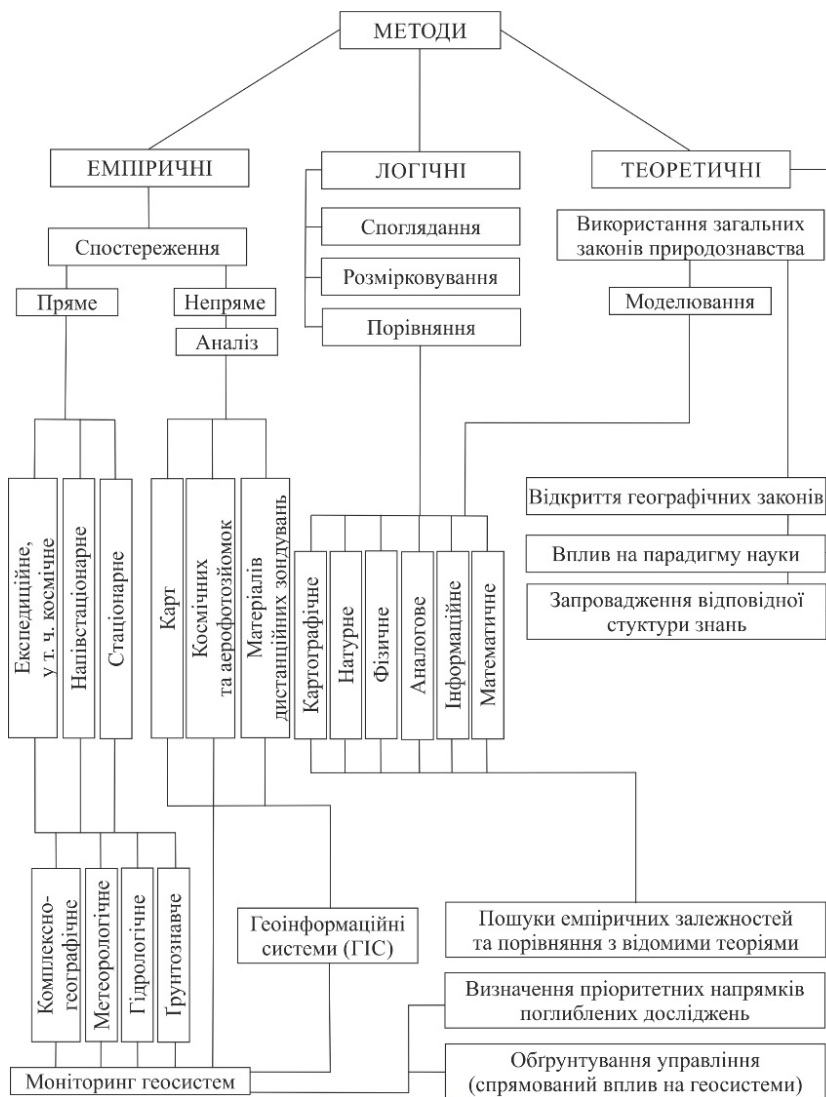 МЕТОДИ
ЕМПІРИЧНІ
ЛОГІЧНІ
ТЕОРЕТИЧНІ
Спостереження
Споглядання
Розмірковування
Порівняння
Використання загальних
законів природознавства
Пряме
Непряме
Аналіз
Моделювання
Експедиційне,
у т. ч. космічне
Напівстаціонарне
Стаціонарне
Карт
Космічних
та аерофотозйомок
Матеріалів
дистанційних зондувань
Картографічне
Натурне
Фізичне
Аналогове
Інформаційне
Математичне
Відкриття географічних законів
Вплив на парадигму науки
Запровадження відповідної
стуктури знань
Комплексно-
географічне
Метеорологічне
Гідрологічне
Ґрунтознавче
Геоінформаційні
системи (ГІС)
Пошуки емпіричних залежностей
та порівняння з відомими теоріями
Визначення пріоритетних напрямків
поглиблених досліджень
Моніторинг геосистем
Обґрунтування управління
(спрямований вплив на геосистеми)